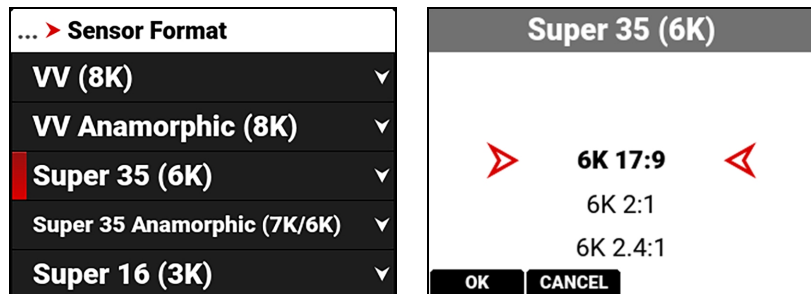 ... Sensor Format
VV (8K)
VV Anamorphic (8K)
Super 35 (6K)
Super 35 Anamorphic (7K/6K)
Super 16 (3K)
Super 35 (6K)
6K 17:9
6K 2:1
6K 2.4:1
OK CANCEL